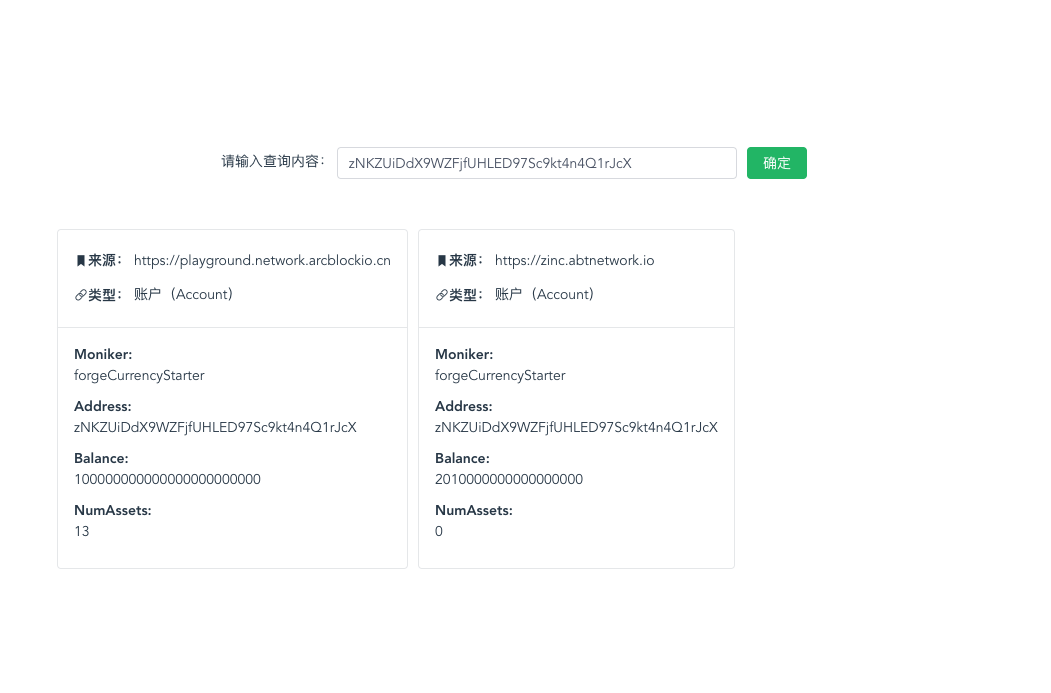 请输入查询内容： zNKZUiDdX9WZFjfUHLED97Sc9kt4n4Q1rJcX 确定
来源： https://playground.network.arcblockio.cn
类型： 账户（Account）
Moniker:
forgeCurrencyStarter
Address:
zNKZUiDdX9WZFjfUHLED97Sc9kt4n4Q1rJcX
Balance:
100000000000000000000000
NumAssets:
13
来源： https://zinc.abtnetwork.io
类型： 账户（Account）
Moniker:
forgeCurrencyStarter
Address:
zNKZUiDdX9WZFjfUHLED97Sc9kt4n4Q1rJcX
Balance:
2010000000000000000
NumAssets:
0